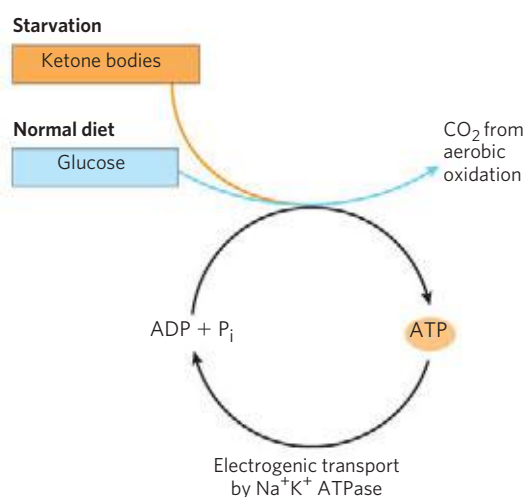 Starvation
Ketone bodies
Normal diet
Glucose
CO₂ from
aerobic
oxidation
ADP + Pᵢ
ATP
Electrogenic transport
by Na⁺K⁺ ATPase